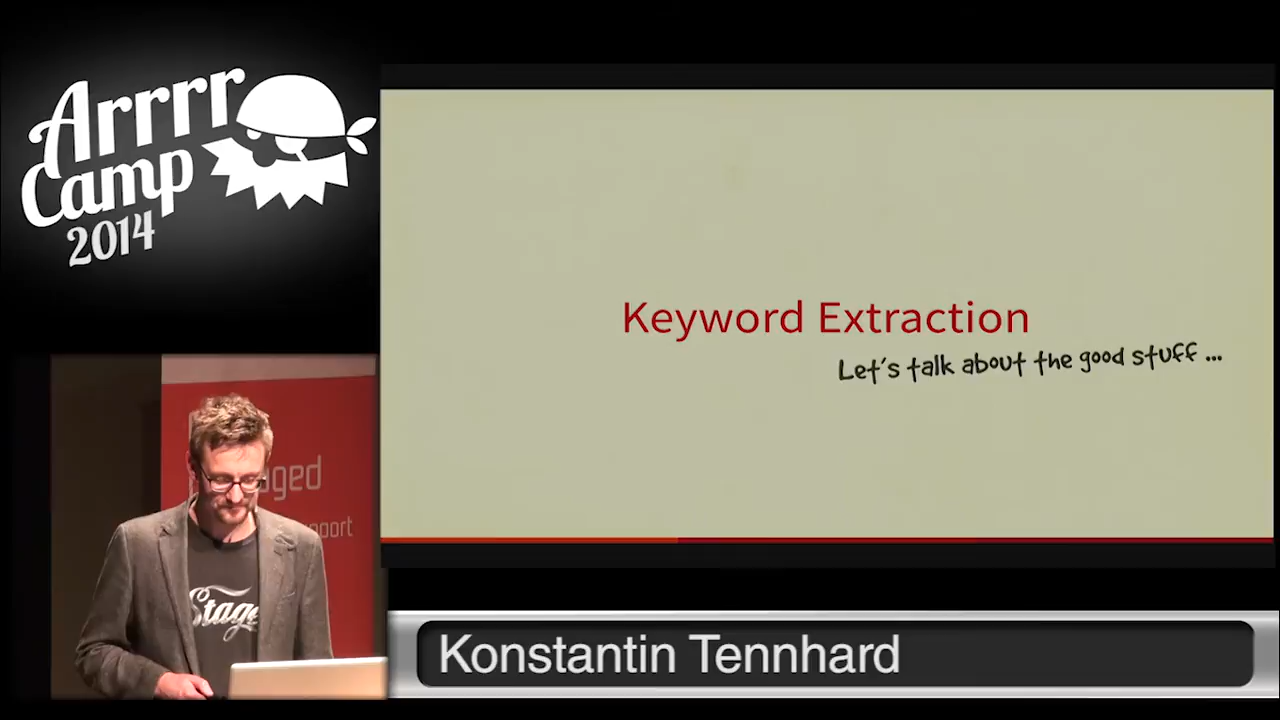 Arrrr
Camp
2014
Keyword Extraction
Let's talk about the good stuff ...
Konstantin Tennhard